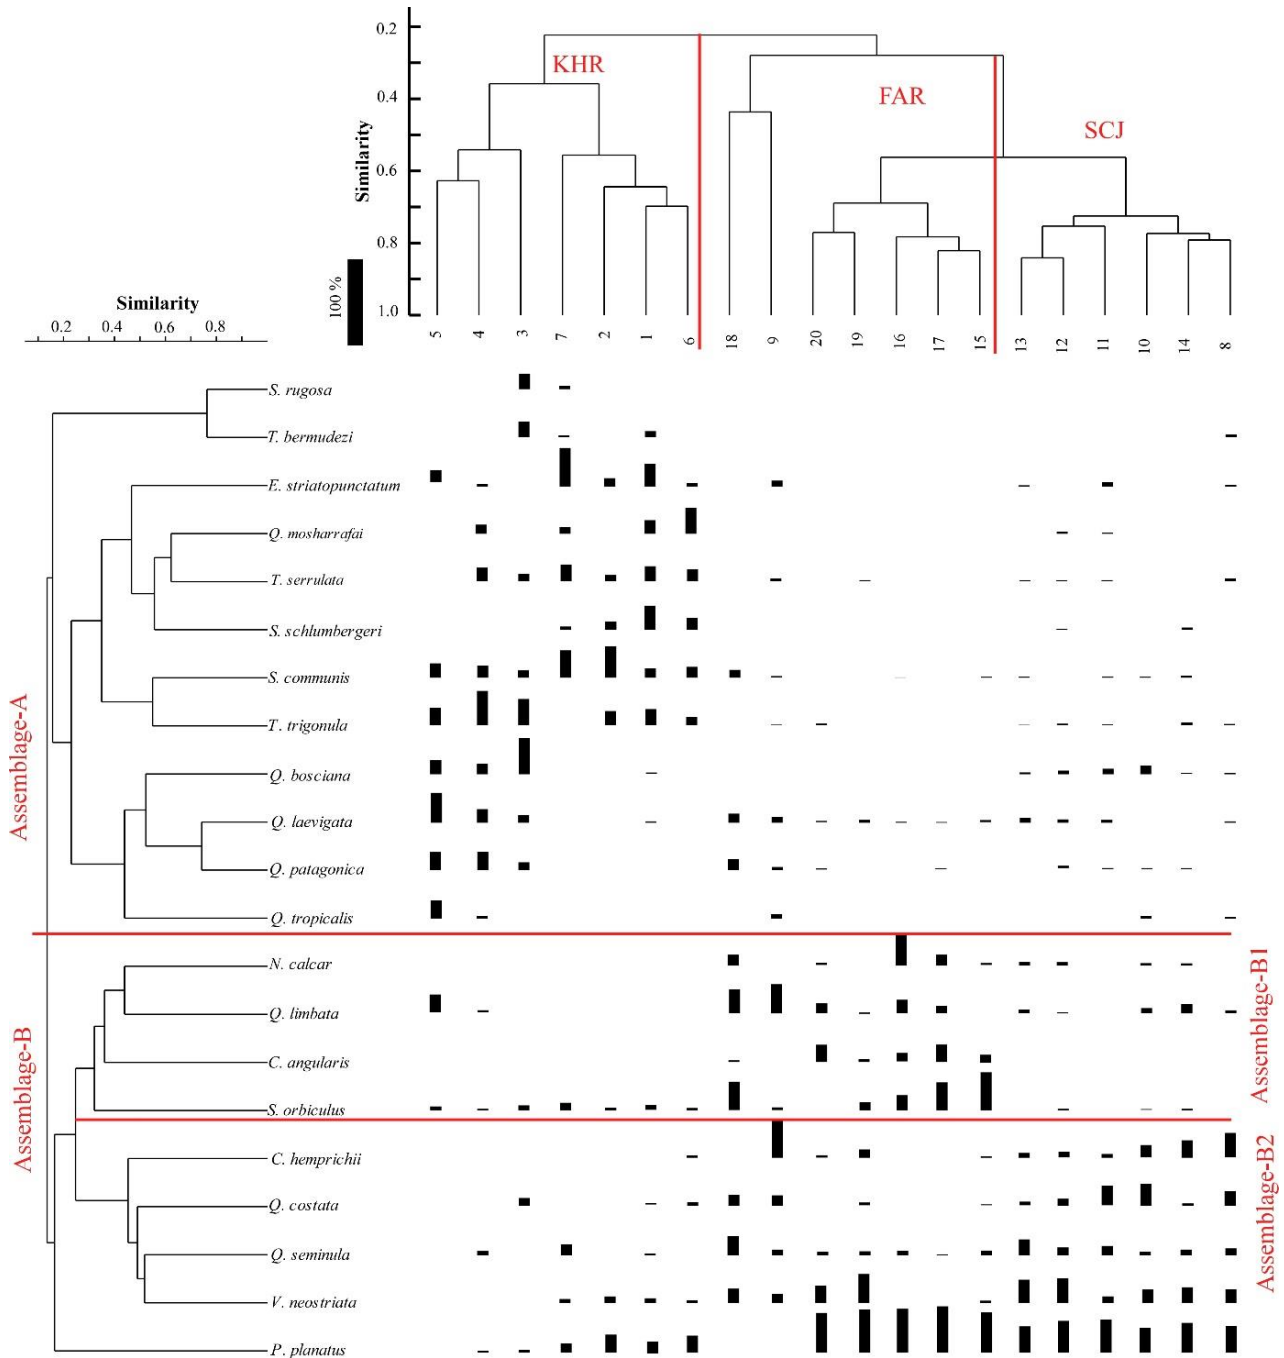 0.2
KHR
FAR
0.4
SCJ
Similarity
0.6
0.8
100 %
1.0
Similarity
0.2 0.4 0.6 0.8
5 4 3 7 2 1 6 18 9 20 19 16 17 15 13 12 11 10 14 8
S. rugosa
T. bermudezi
E. striatopunctatum
Q. mosharrafai
T. serrulata
S. schlumbergeri
S. communis
T. trigonula
Assemblage-A
Q. bosciana
Q. laevigata
Q. patagonica
Q. tropicalis
N. calcar
Q. limbata
Assemblage-B1
C. angularis
Assemblage-B
S. orbiculus
C. hemprichii
Q. costata
Assemblage-B2
Q. seminula
V. neostriata
P. planatus